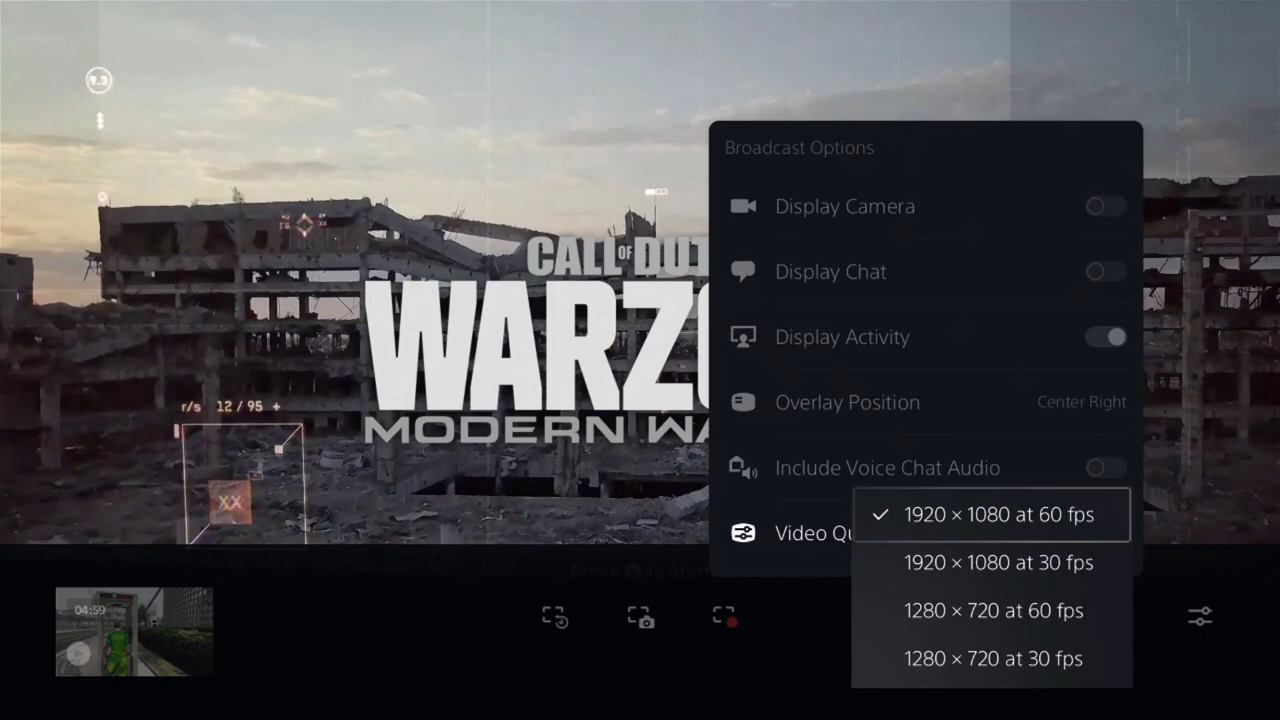 9.3
CALL OF DUT
WARZ
MODERN WA
r/s 12 / 95 +
XX
04:59
Broadcast Options
Display Camera
Display Chat
Display Activity
Overlay Position Center Right
Include Voice Chat Audio
Video Qu
1920 × 1080 at 60 fps
1920 × 1080 at 30 fps
1280 × 720 at 60 fps
1280 × 720 at 30 fps